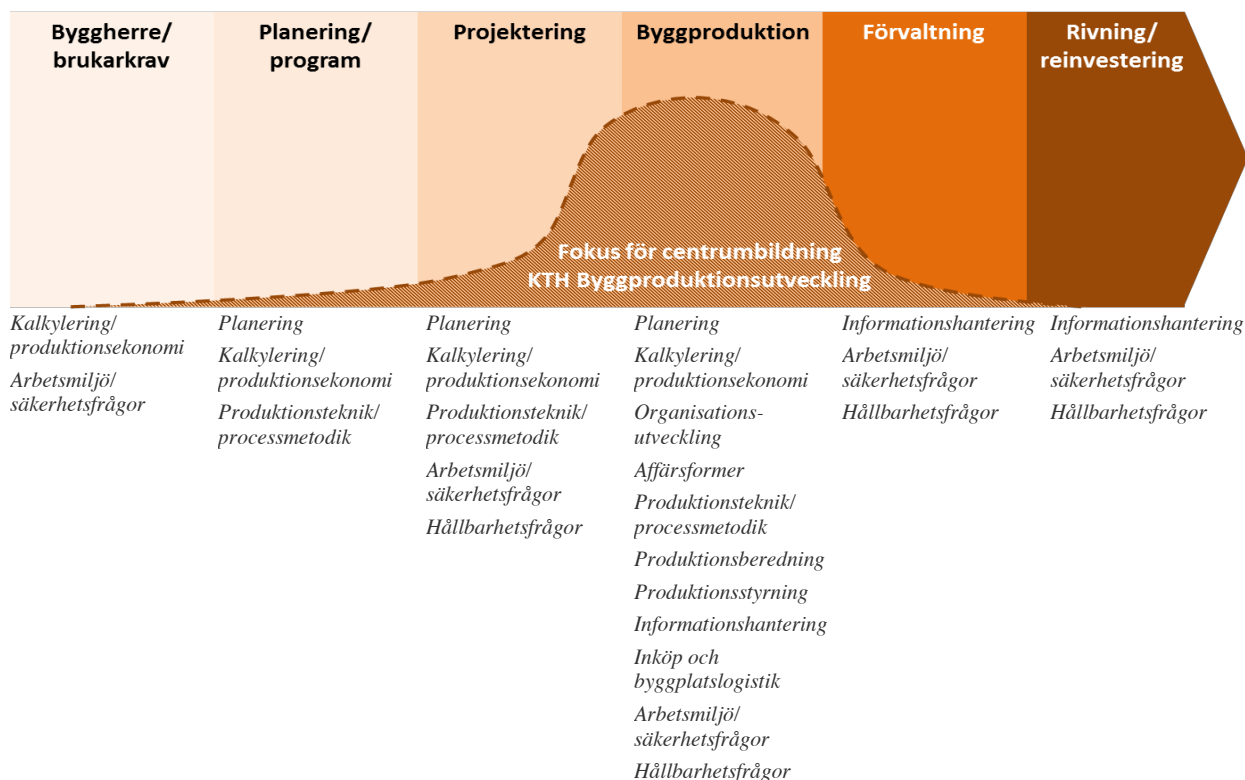 Byggherre/
brukarkrav
Planering/
program
Projektering
Byggproduktion
Förvaltning
Rivning/
reinvestering
Fokus för centrumbildning
KTH Byggproduktionsutveckling
Kalkylering/
produktionsekonomi
Arbetsmiljö/
säkerhetsfrågor
Planering
Kalkylering/
produktionsekonomi
Produktionsteknik/
processmetodik
Planering
Kalkylering/
produktionsekonomi
Produktionsteknik/
processmetodik
Arbetsmiljö/
säkerhetsfrågor
Hållbarhetsfrågor
Planering
Kalkylering/
produktionsekonomi
Organisations-
utveckling
Affärsformer
Produktionsteknik/
processmetodik
Produktionsberedning
Produktionsstyrning
Informationshantering
Inköp och
byggplatslogistik
Arbetsmiljö/
säkerhetsfrågor
Hållbarhetsfrågor
Informationshantering
Arbetsmiljö/
säkerhetsfrågor
Hållbarhetsfrågor
Informationshantering
Arbetsmiljö/
säkerhetsfrågor
Hållbarhetsfrågor